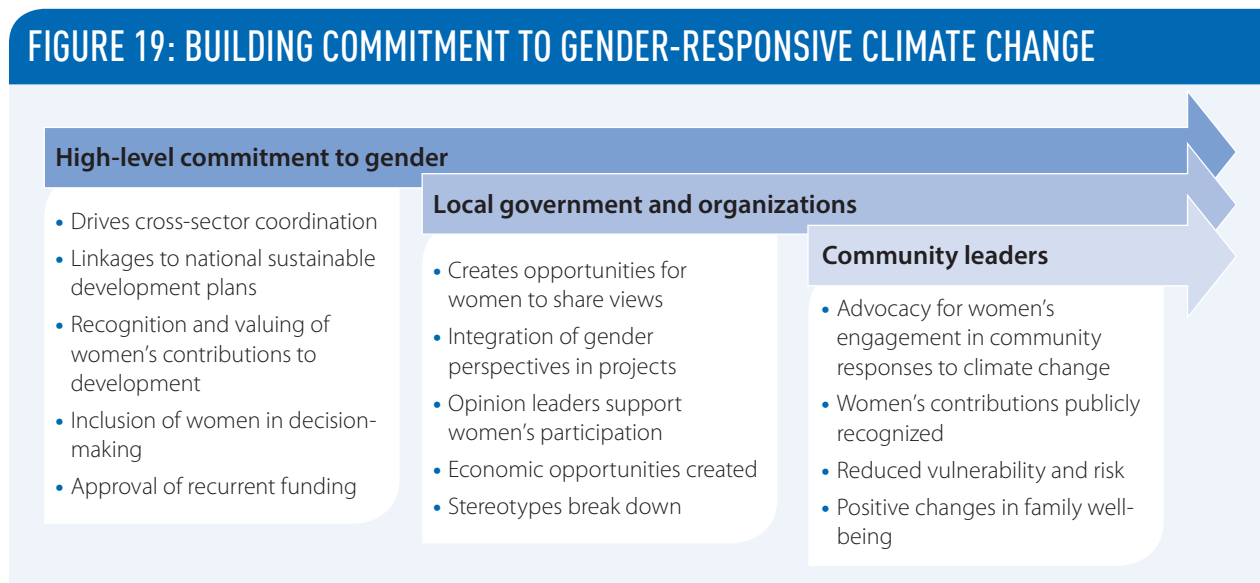 FIGURE 19: BUILDING COMMITMENT TO GENDER-RESPONSIVE CLIMATE CHANGE
High-level commitment to gender
• Drives cross-sector coordination
• Linkages to national sustainable
development plans
• Recognition and valuing of
women’s contributions to
development
• Inclusion of women in decision-
making
• Approval of recurrent funding
Local government and organizations
• Creates opportunities for
women to share views
• Integration of gender
perspectives in projects
• Opinion leaders support
women’s participation
• Economic opportunities created
• Stereotypes break down
Community leaders
• Advocacy for women’s
engagement in community
responses to climate change
• Women’s contributions publicly
recognized
• Reduced vulnerability and risk
• Positive changes in family well-
being